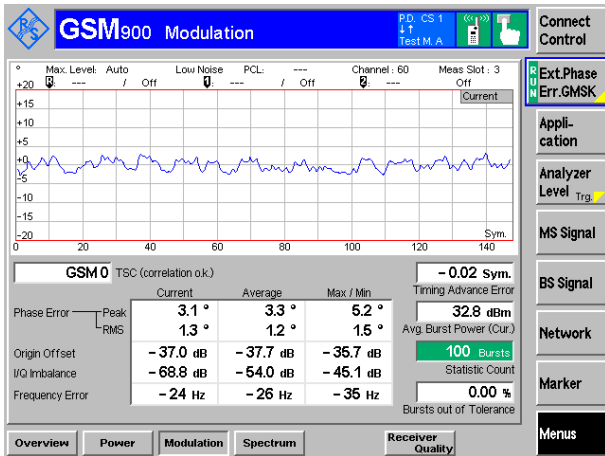 R&S
GSM900 Modulation
P.D. CS 1
Test M. A
Connect Control
° Max. Level: Auto Low Noise PCL: --- Channel : 60 Meas Slot : 3
--- / Off --- / Off --- Off
Current
+20
+15
+10
+5
+0
-5
-10
-15
-20
Sym.
0 20 40 60 80 100 120 140
GSM 0 TSC (correlation o.k.)
Current Average Max / Min
Phase Error Peak 3.1 ° 3.3 ° 5.2 °
RMS 1.3 ° 1.2 ° 1.5 °
Origin Offset – 37.0 dB – 37.7 dB – 35.7 dB
I/Q Imbalance – 68.8 dB – 54.0 dB – 45.1 dB
Frequency Error – 24 Hz – 26 Hz – 35 Hz
– 0.02 Sym.
Timing Advance Error
32.8 dBm
Avg. Burst Power (Cur.)
100 Bursts
Statistic Count
0.00 %
Bursts out of Tolerance
RUN
Ext.Phase
Err.GMSK
Appli-
cation
Analyzer
Level Trg.
MS Signal
BS Signal
Network
Marker
Menus
Overview Power Modulation Spectrum Receiver
Quality